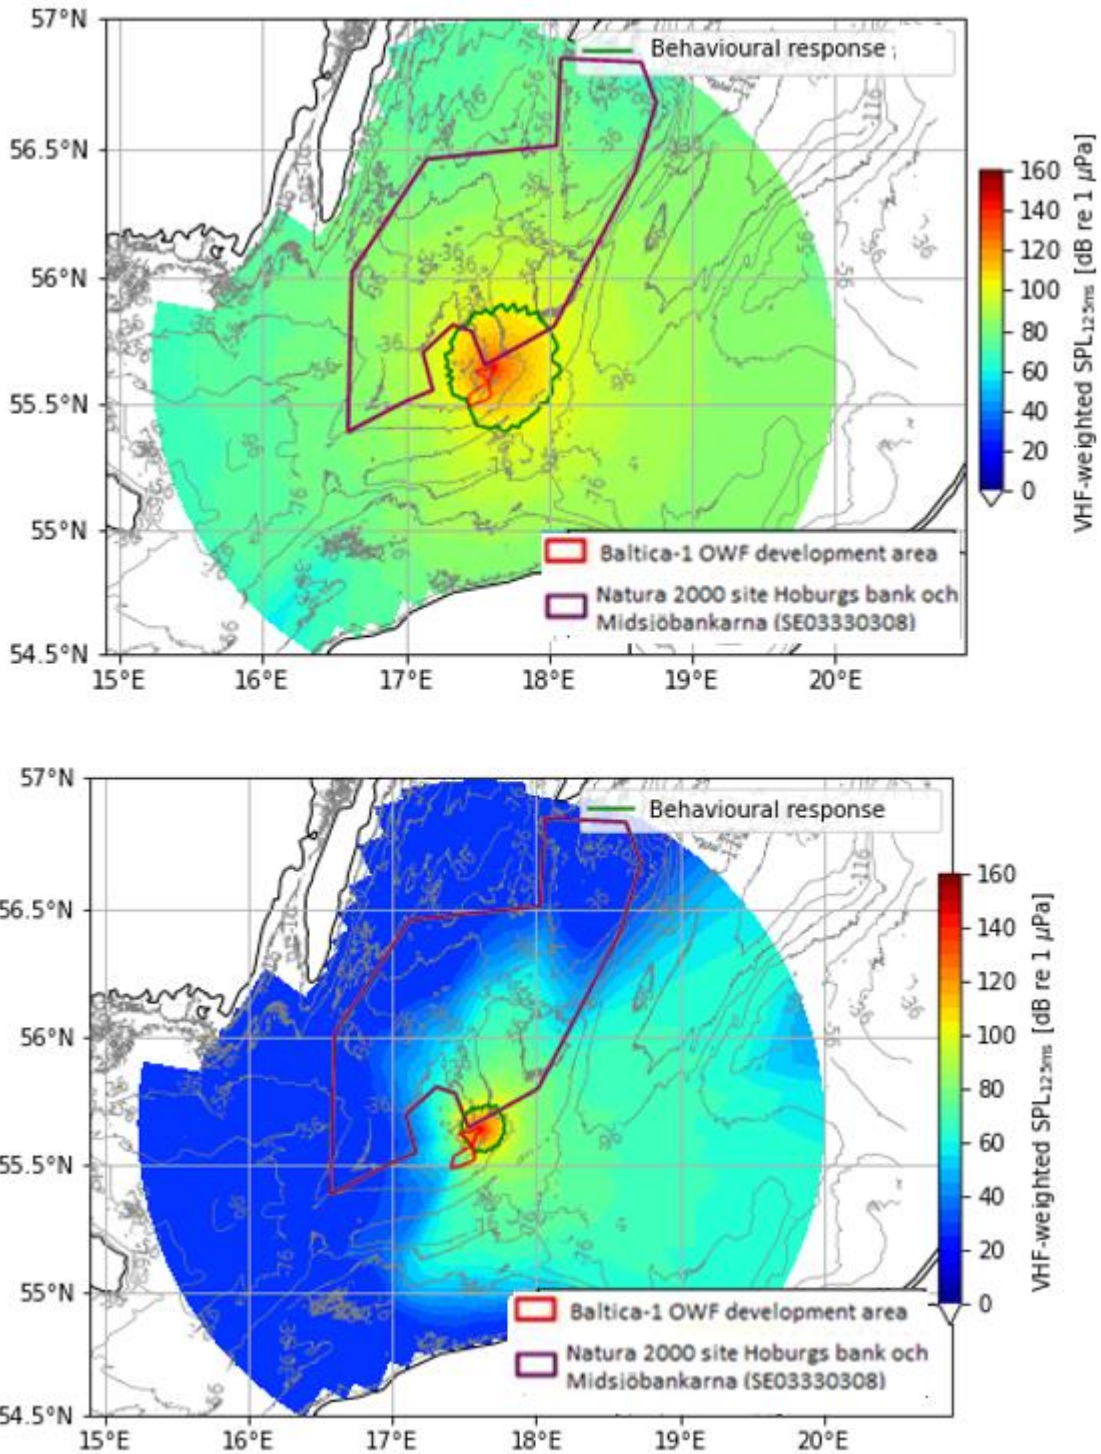 57°N
Behavioural response
56.5°N
56°N
55.5°N
55°N
54.5°N
15°E 16°E 17°E 18°E 19°E 20°E
160
140
120
100
80
60
40
20
0
VHF-weighted SPL125ms [dB re 1 µPa]
Baltica-1 OWF development area
Natura 2000 site Hoburgs bank och
Midsjöbankarna (SE03330308)
57°N
Behavioural response
56.5°N
56°N
55.5°N
55°N
54.5°N
15°E 16°E 17°E 18°E 19°E 20°E
160
140
120
100
80
60
40
20
0
VHF-weighted SPL125ms [dB re 1 µPa]
Baltica-1 OWF development area
Natura 2000 site Hoburgs bank och
Midsjöbankarna (SE03330308)